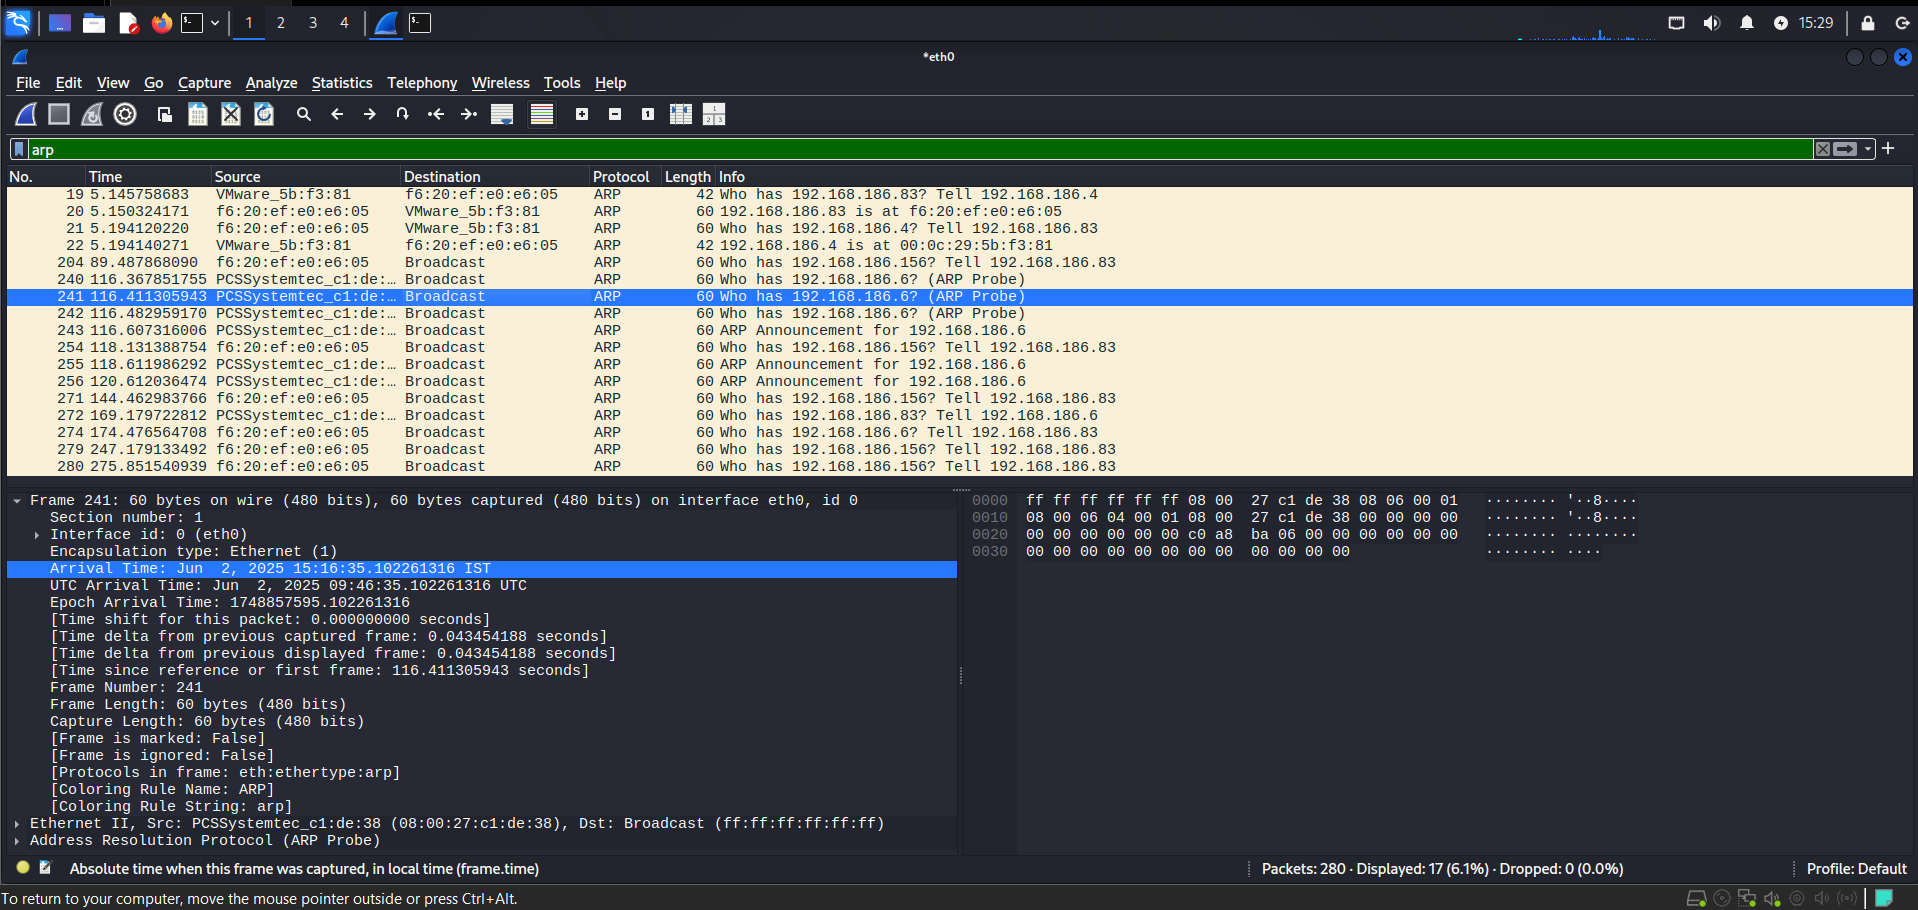 1 2 3 4 15:29
*eth0
File Edit View Go Capture Analyze Statistics Telephony Wireless Tools Help
arp
No. Time Source Destination Protocol Length Info
19 5.145758683 VMware_5b:f3:81 f6:20:ef:e0:e6:05 ARP 42 Who has 192.168.186.83? Tell 192.168.186.4
20 5.150324171 f6:20:ef:e0:e6:05 VMware_5b:f3:81 ARP 60 192.168.186.83 is at f6:20:ef:e0:e6:05
21 5.194120220 f6:20:ef:e0:e6:05 VMware_5b:f3:81 ARP 60 Who has 192.168.186.4? Tell 192.168.186.83
22 5.194140271 VMware_5b:f3:81 f6:20:ef:e0:e6:05 ARP 42 192.168.186.4 is at 00:0c:29:5b:f3:81
204 89.487868090 f6:20:ef:e0:e6:05 Broadcast ARP 60 Who has 192.168.186.156? Tell 192.168.186.83
240 116.367851755 PCSSystemtec_c1:de:… Broadcast ARP 60 Who has 192.168.186.6? (ARP Probe)
241 116.411305943 PCSSystemtec_c1:de:… Broadcast ARP 60 Who has 192.168.186.6? (ARP Probe)
242 116.482959170 PCSSystemtec_c1:de:… Broadcast ARP 60 Who has 192.168.186.6? (ARP Probe)
243 116.607316006 PCSSystemtec_c1:de:… Broadcast ARP 60 ARP Announcement for 192.168.186.6
254 118.131388754 f6:20:ef:e0:e6:05 Broadcast ARP 60 Who has 192.168.186.156? Tell 192.168.186.83
255 118.611986292 PCSSystemtec_c1:de:… Broadcast ARP 60 ARP Announcement for 192.168.186.6
256 120.612036474 PCSSystemtec_c1:de:… Broadcast ARP 60 ARP Announcement for 192.168.186.6
271 144.462983766 f6:20:ef:e0:e6:05 Broadcast ARP 60 Who has 192.168.186.156? Tell 192.168.186.83
272 169.179722812 PCSSystemtec_c1:de:… Broadcast ARP 60 Who has 192.168.186.83? Tell 192.168.186.6
274 174.476564708 f6:20:ef:e0:e6:05 Broadcast ARP 60 Who has 192.168.186.6? Tell 192.168.186.83
279 247.179133492 f6:20:ef:e0:e6:05 Broadcast ARP 60 Who has 192.168.186.156? Tell 192.168.186.83
280 275.851540939 f6:20:ef:e0:e6:05 Broadcast ARP 60 Who has 192.168.186.156? Tell 192.168.186.83
Frame 241: 60 bytes on wire (480 bits), 60 bytes captured (480 bits) on interface eth0, id 0
Section number: 1
Interface id: 0 (eth0)
Encapsulation type: Ethernet (1)
Arrival Time: Jun  2, 2025 15:16:35.102261316 IST
UTC Arrival Time: Jun  2, 2025 09:46:35.102261316 UTC
Epoch Arrival Time: 1748857595.102261316
[Time shift for this packet: 0.000000000 seconds]
[Time delta from previous captured frame: 0.043454188 seconds]
[Time delta from previous displayed frame: 0.043454188 seconds]
[Time since reference or first frame: 116.411305943 seconds]
Frame Number: 241
Frame Length: 60 bytes (480 bits)
Capture Length: 60 bytes (480 bits)
[Frame is marked: False]
[Frame is ignored: False]
[Protocols in frame: eth:ethertype:arp]
[Coloring Rule Name: ARP]
[Coloring Rule String: arp]
Ethernet II, Src: PCSSystemtec_c1:de:38 (08:00:27:c1:de:38), Dst: Broadcast (ff:ff:ff:ff:ff:ff)
Address Resolution Protocol (ARP Probe)
0000 ff ff ff ff ff ff 08 00 27 c1 de 38 08 06 00 01 ········ '··8····
0010 08 00 06 04 00 01 08 00 27 c1 de 38 00 00 00 00 ········ '··8····
0020 00 00 00 00 00 00 c0 a8 ba 06 00 00 00 00 00 00 ········ ········
0030 00 00 00 00 00 00 00 00 00 00 00 00 ········ ····
Absolute time when this frame was captured, in local time (frame.time) Packets: 280 · Displayed: 17 (6.1%) · Dropped: 0 (0.0%) Profile: Default
To return to your computer, move the mouse pointer outside or press Ctrl+Alt.